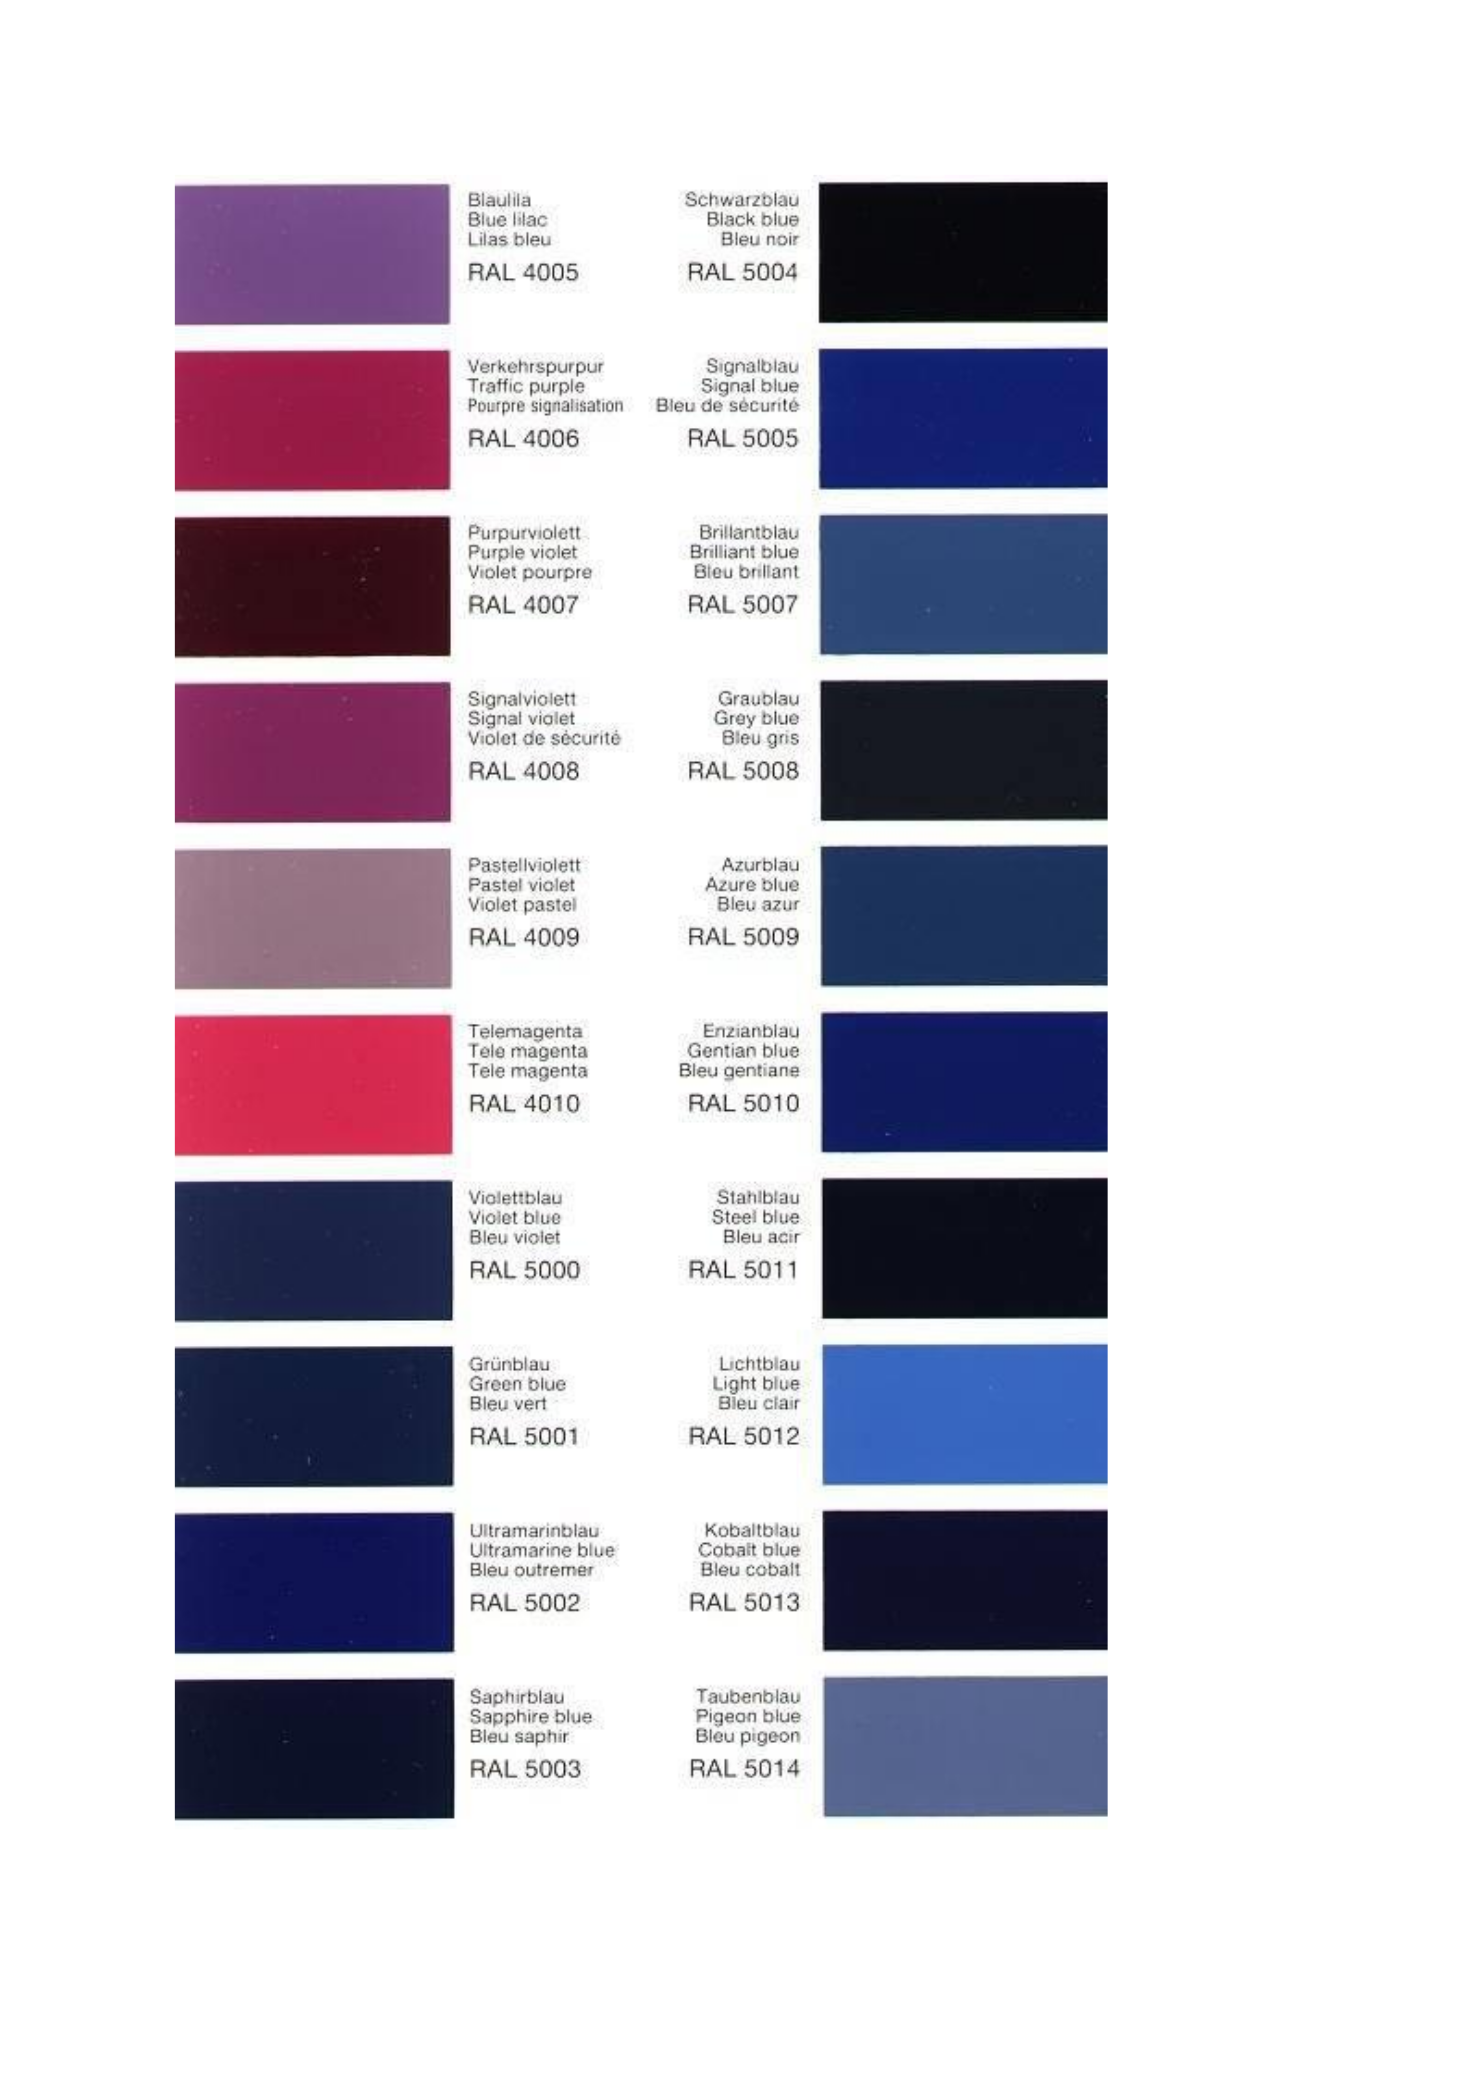 Blaulila
Blue lilac
Lilas bleu
RAL 4005
Verkehrspurpur
Traffic purple
Pourpre signalisation
RAL 4006
Purpurviolett
Purple violet
Violet pourpre
RAL 4007
Signalviolett
Signal violet
Violet de sécurité
RAL 4008
Pastellviolett
Pastel violet
Violet pastel
RAL 4009
Telemagenta
Tele magenta
Tele magenta
RAL 4010
Violettblau
Violet blue
Bleu violet
RAL 5000
Grünblau
Green blue
Bleu vert
RAL 5001
Ultramarinblau
Ultramarine blue
Bleu outremer
RAL 5002
Saphirblau
Sapphire blue
Bleu saphir
RAL 5003
Schwarzblau
Black blue
Bleu noir
RAL 5004
Signalblau
Signal blue
Bleu de sécurité
RAL 5005
Brillantblau
Brilliant blue
Bleu brillant
RAL 5007
Graublau
Grey blue
Bleu gris
RAL 5008
Azurblau
Azure blue
Bleu azur
RAL 5009
Enzianblau
Gentian blue
Bleu gentiane
RAL 5010
Stahlblau
Steel blue
Bleu acir
RAL 5011
Lichtblau
Light blue
Bleu clair
RAL 5012
Kobaltblau
Cobalt blue
Bleu cobalt
RAL 5013
Taubenblau
Pigeon blue
Bleu pigeon
RAL 5014